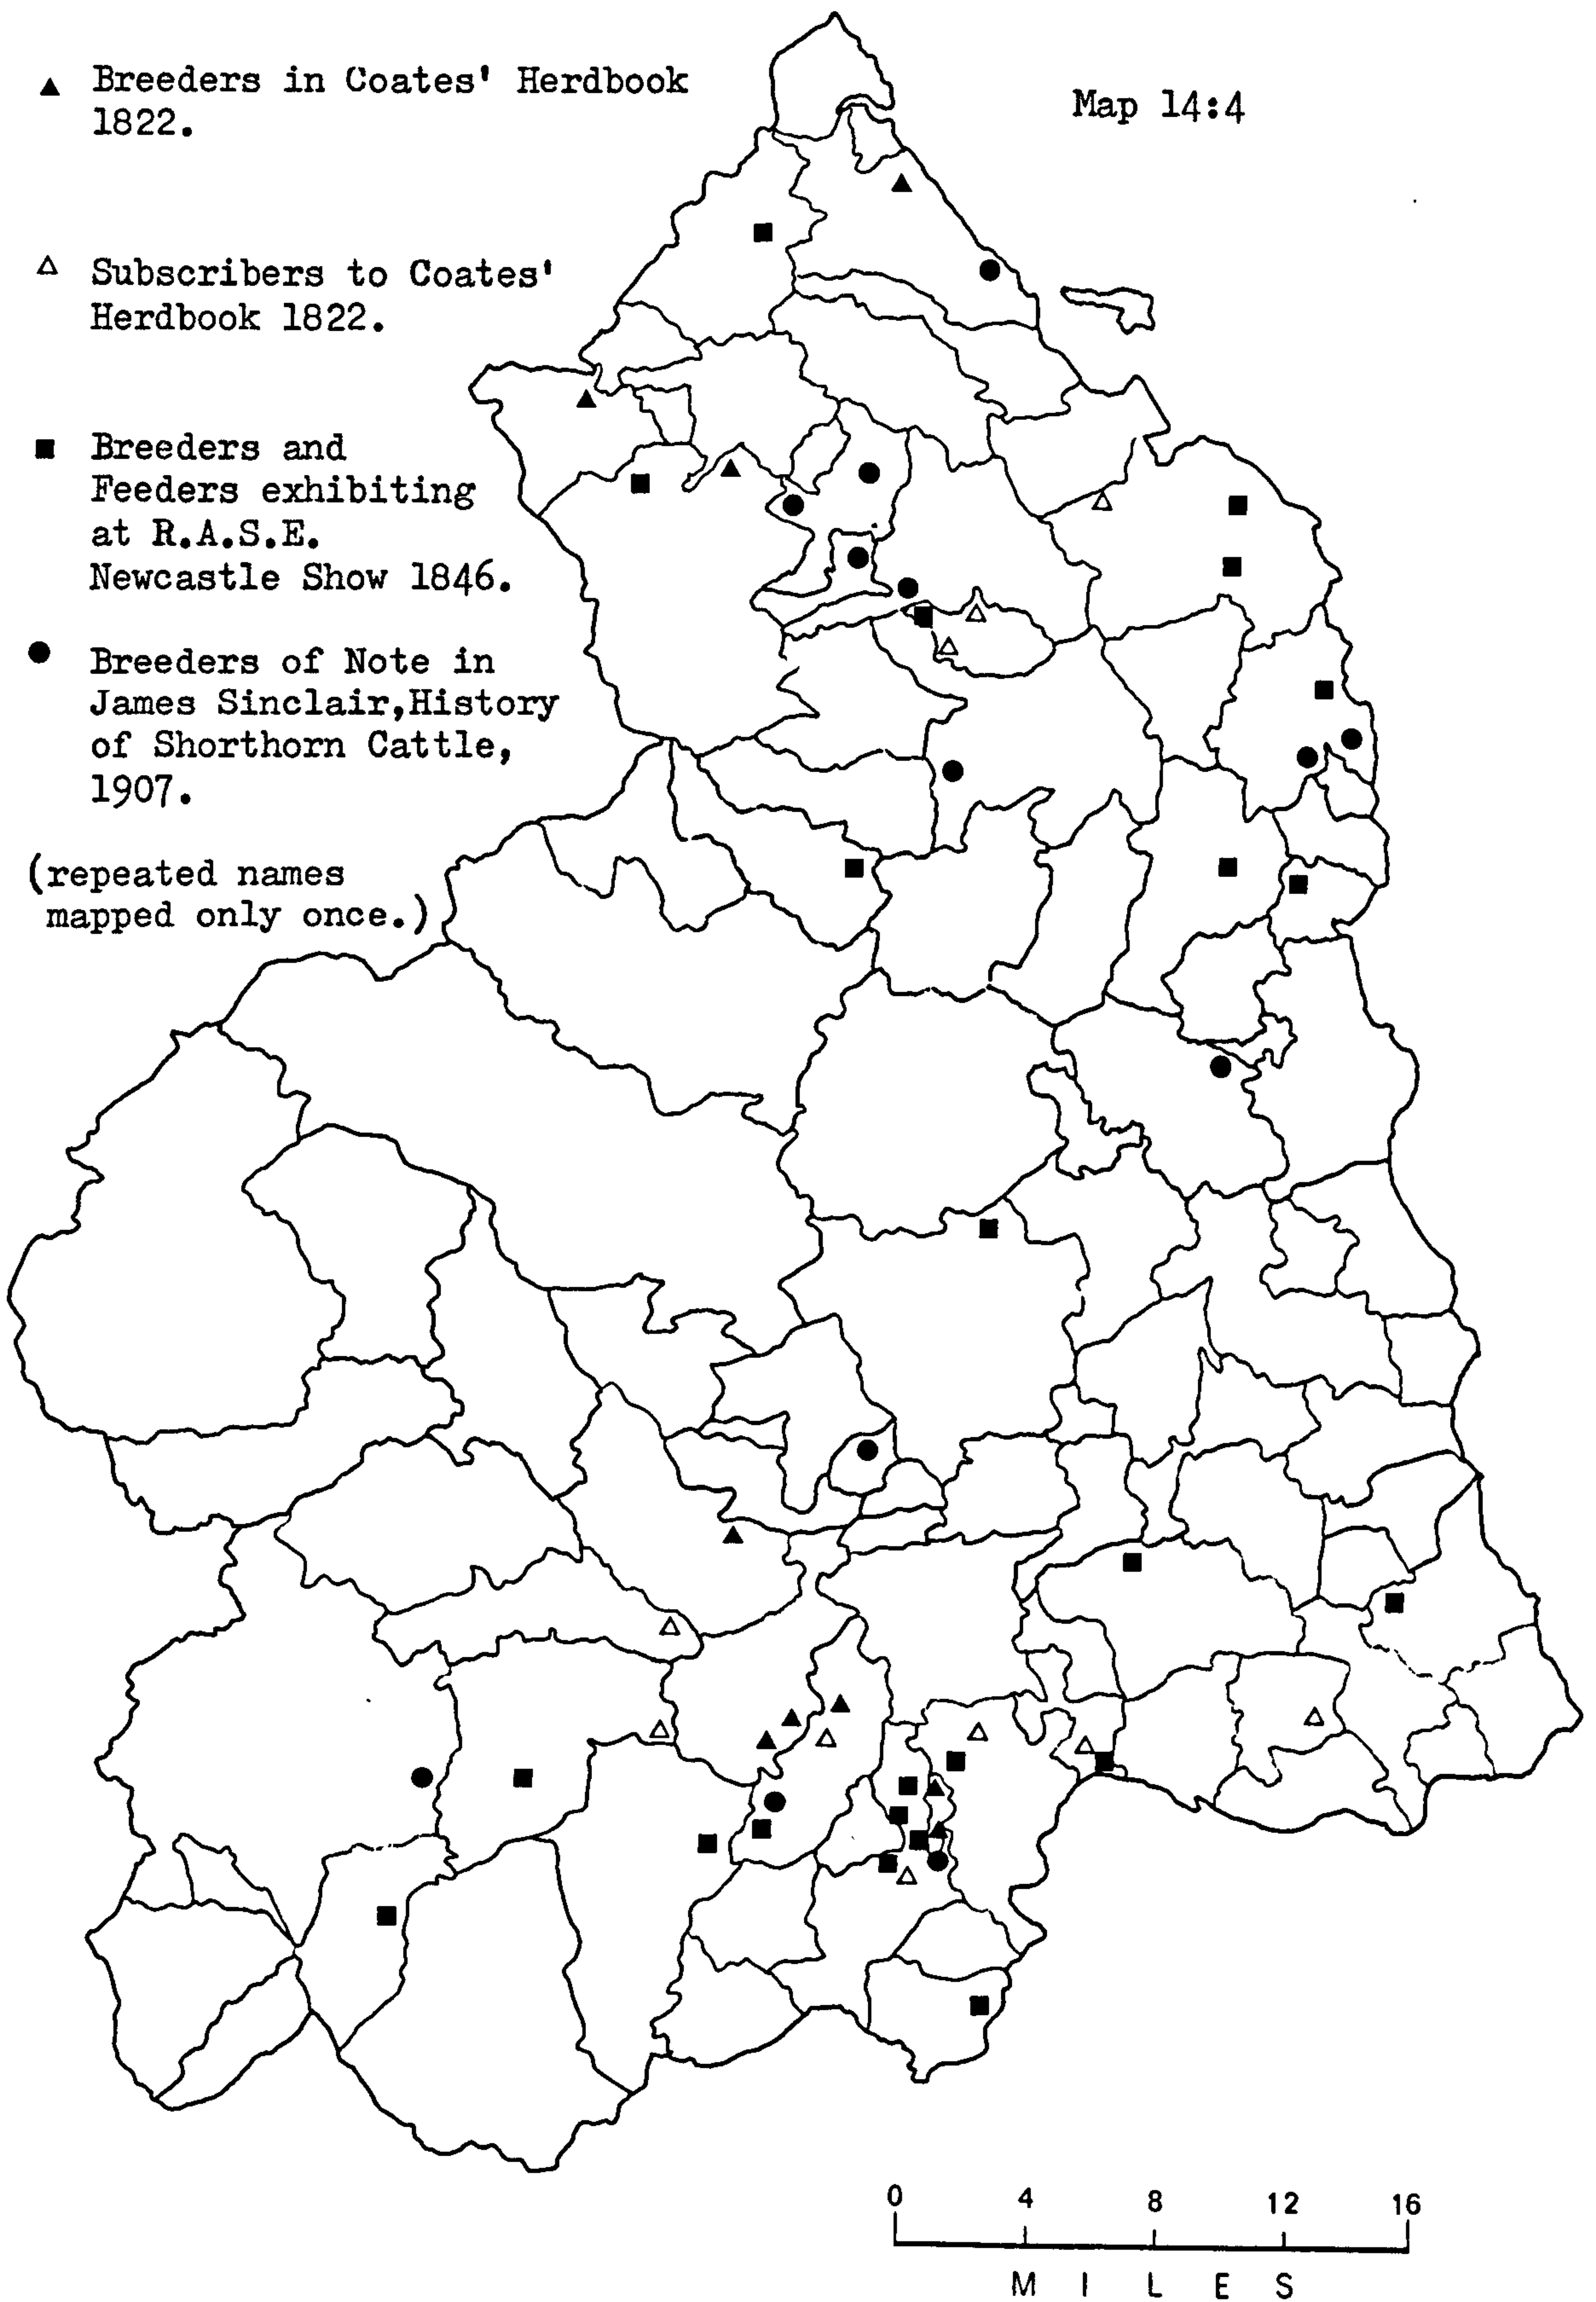 Breeders in Coates' Herdbook
1822.
Map 14:4
Subscribers to Coates'
Herdbook 1822.
Breeders and
Feeders exhibiting
at R.A.S.E.
Newcastle Show 1846.
Breeders of Note in
James Sinclair,History
of Shorthorn Cattle,
1907.
(repeated names
mapped only once.)
0 4 8 12 16
M I L E S